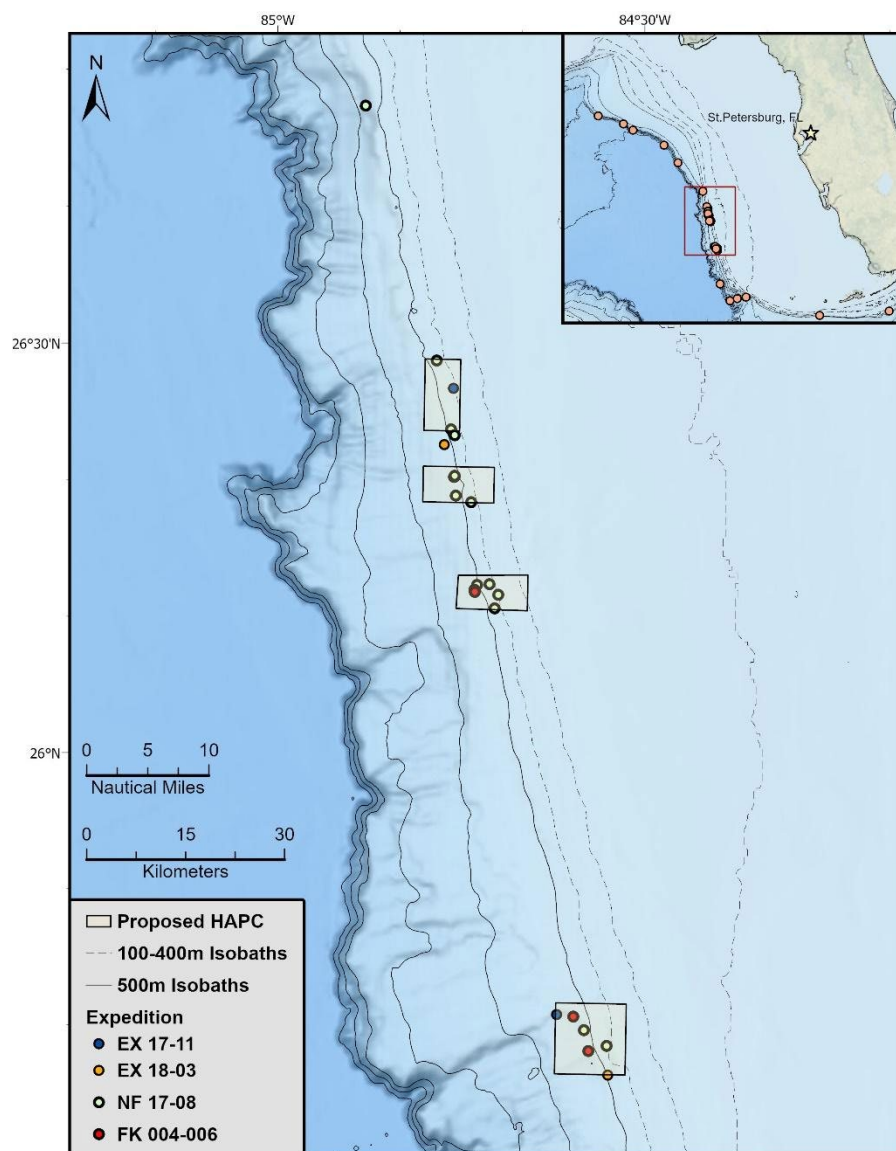 85°W 84°30'W
N
St.Petersburg, FL
26°30'N
26°N
0 5 10
Nautical Miles
0 15 30
Kilometers
Proposed HAPC
100-400m Isobaths
500m Isobaths
Expedition
EX 17-11
EX 18-03
NF 17-08
FK 004-006